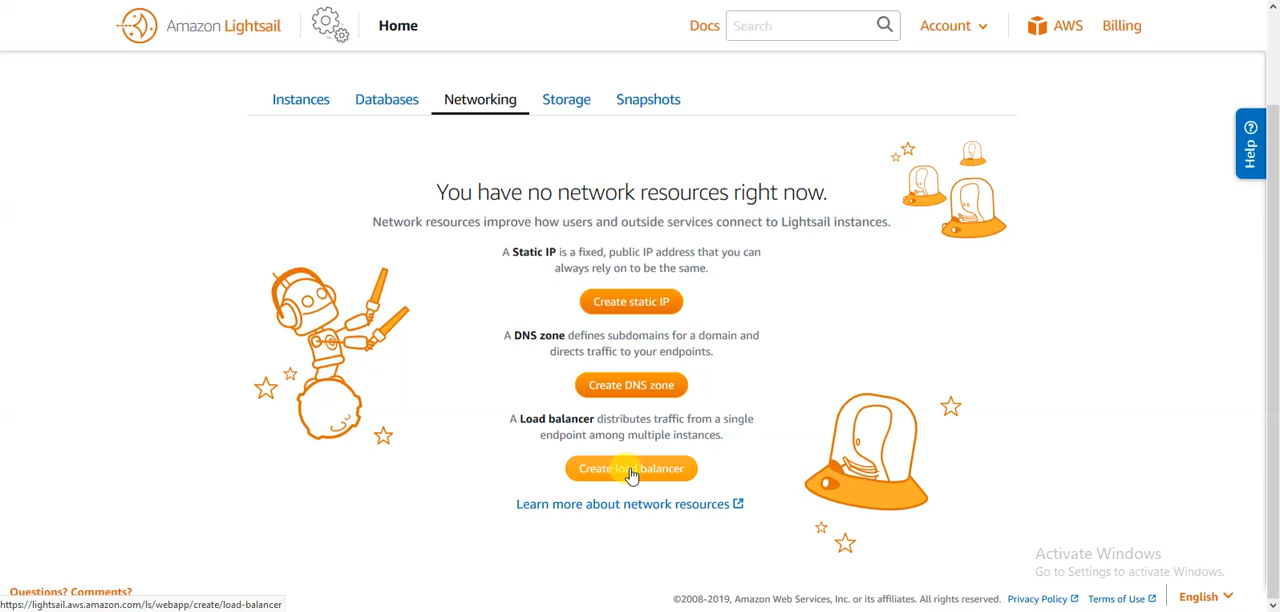 Amazon Lightsail
Home
Docs
Search
Account
AWS
Billing
Instances
Databases
Networking
Storage
Snapshots
Help
You have no network resources right now.
Network resources improve how users and outside services connect to Lightsail instances.
A Static IP is a fixed, public IP address that you can
always rely on to be the same.
Create static IP
A DNS zone defines subdomains for a domain and
directs traffic to your endpoints.
Create DNS zone
A Load balancer distributes traffic from a single
endpoint among multiple instances.
Create load balancer
Learn more about network resources
Activate Windows
Go to Settings to activate Windows.
Questions? Comments?
https://lightsail.aws.amazon.com/ls/webapp/create/load-balancer
©2008-2019, Amazon Web Services, Inc. or its affiliates. All rights reserved.
Privacy Policy
Terms of Use
English